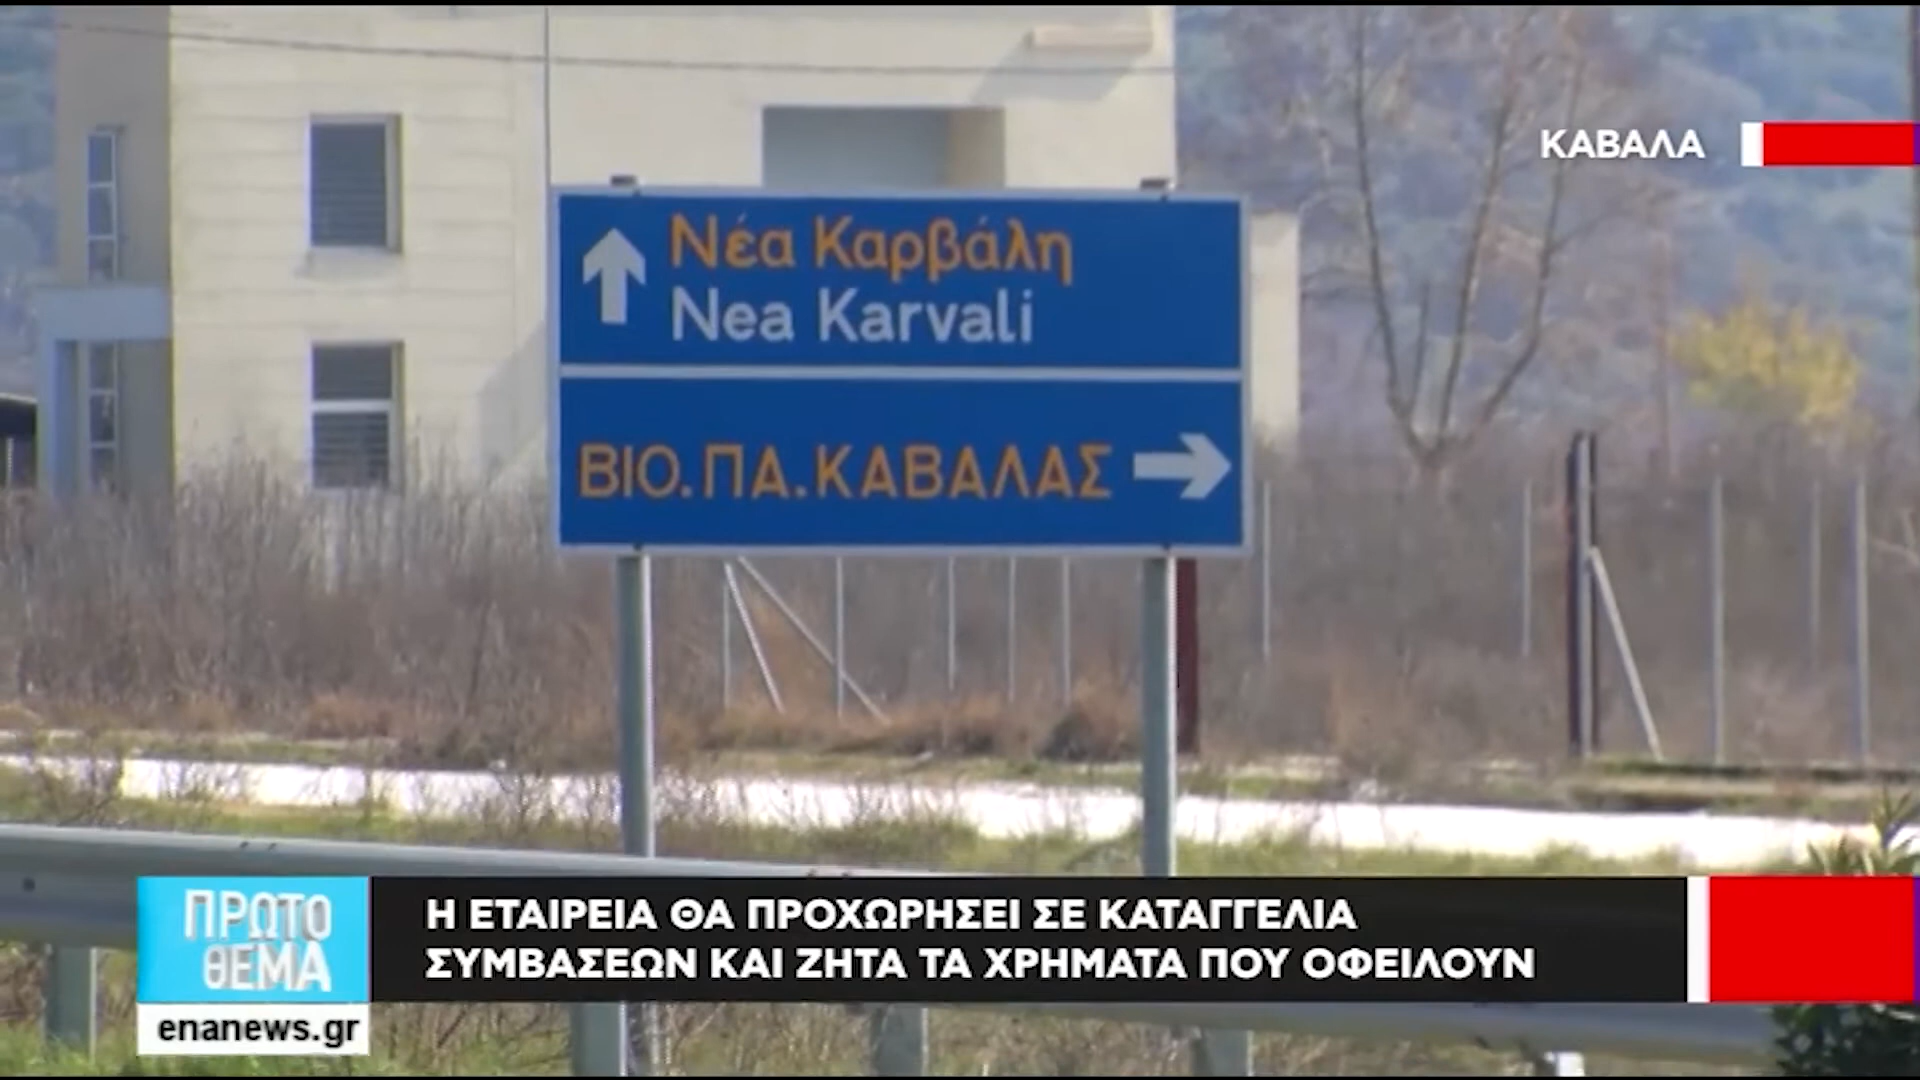 ΚΑΒΑΛΑ
Νέα Καρβάλη
Nea Karvali
ΒΙΟ.ΠΑ.ΚΑΒΑΛΑΣ
ΠΡΩΤΟ
ΘΕΜΑ
Η ΕΤΑΙΡΕΙΑ ΘΑ ΠΡΟΧΩΡΗΣΕΙ ΣΕ ΚΑΤΑΓΓΕΛΙΑ
ΣΥΜΒΑΣΕΩΝ ΚΑΙ ΖΗΤΑ ΤΑ ΧΡΗΜΑΤΑ ΠΟΥ ΟΦΕΙΛΟΥΝ
enanews.gr